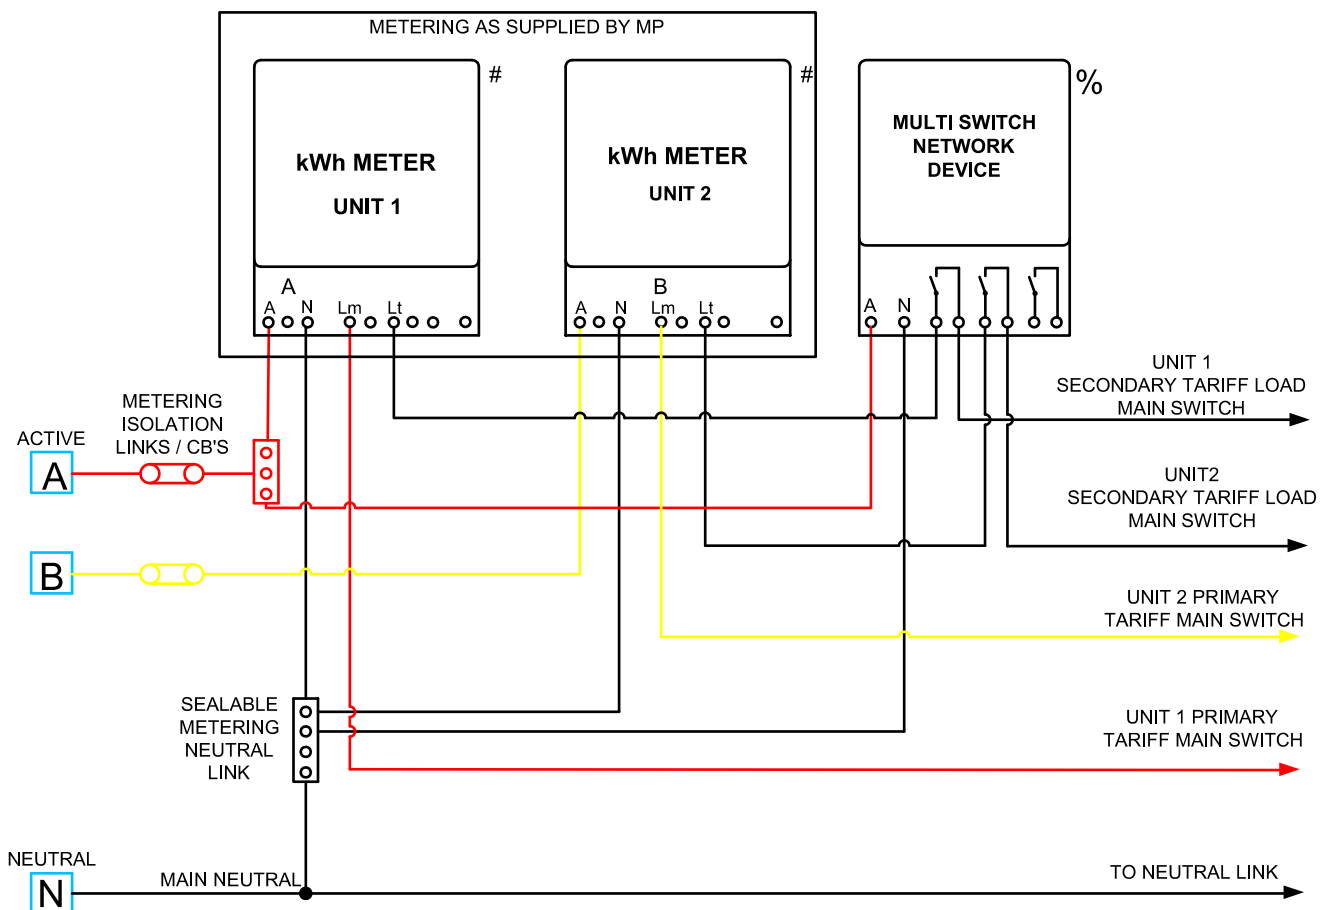 METERING AS SUPPLIED BY MP
#
#
%
kWh METER
UNIT 1
kWh METER
UNIT 2
MULTI SWITCH
NETWORK
DEVICE
A
A N Lm Lt
B
A N Lm Lt
A N
UNIT 1
SECONDARY TARIFF LOAD
MAIN SWITCH
METERING
ISOLATION
LINKS / CB'S
ACTIVE
A
UNIT2
SECONDARY TARIFF LOAD
MAIN SWITCH
B
UNIT 2 PRIMARY
TARIFF MAIN SWITCH
SEALABLE
METERING
NEUTRAL
LINK
UNIT 1 PRIMARY
TARIFF MAIN SWITCH
NEUTRAL
N
MAIN NEUTRAL
TO NEUTRAL LINK